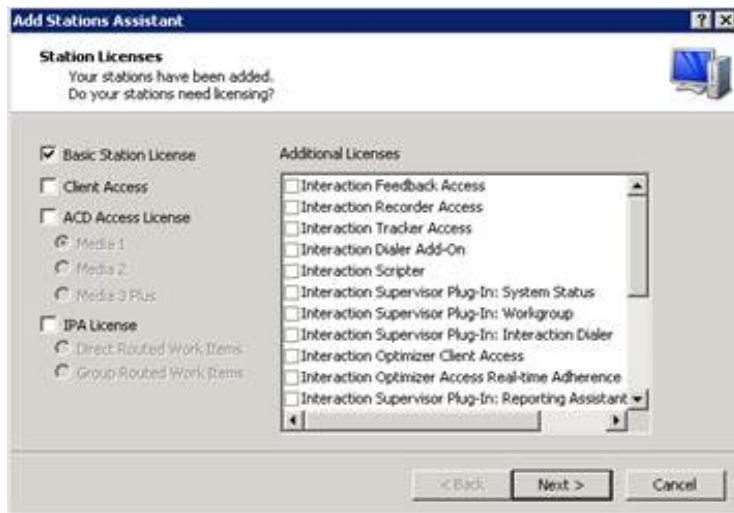 Add Stations Assistant
Station Licenses
Your stations have been added.
Do your stations need licensing?
Basic Station License
Client Access
ACD Access License
Media 1
Media 2
Media 3 Plus
IPA License
Direct Routed Work Items
Group Routed Work Items
Additional Licenses
Interaction Feedback Access
Interaction Recorder Access
Interaction Tracker Access
Interaction Dialer Add-On
Interaction Scripter
Interaction Supervisor Plug-In: System Status
Interaction Supervisor Plug-In: Workgroup
Interaction Supervisor Plug-In: Interaction Dialer
Interaction Optimizer Client Access
Interaction Optimizer Access Real-time Adherence
Interaction Supervisor Plug-In: Reporting Assistant
< Back
Next >
Cancel